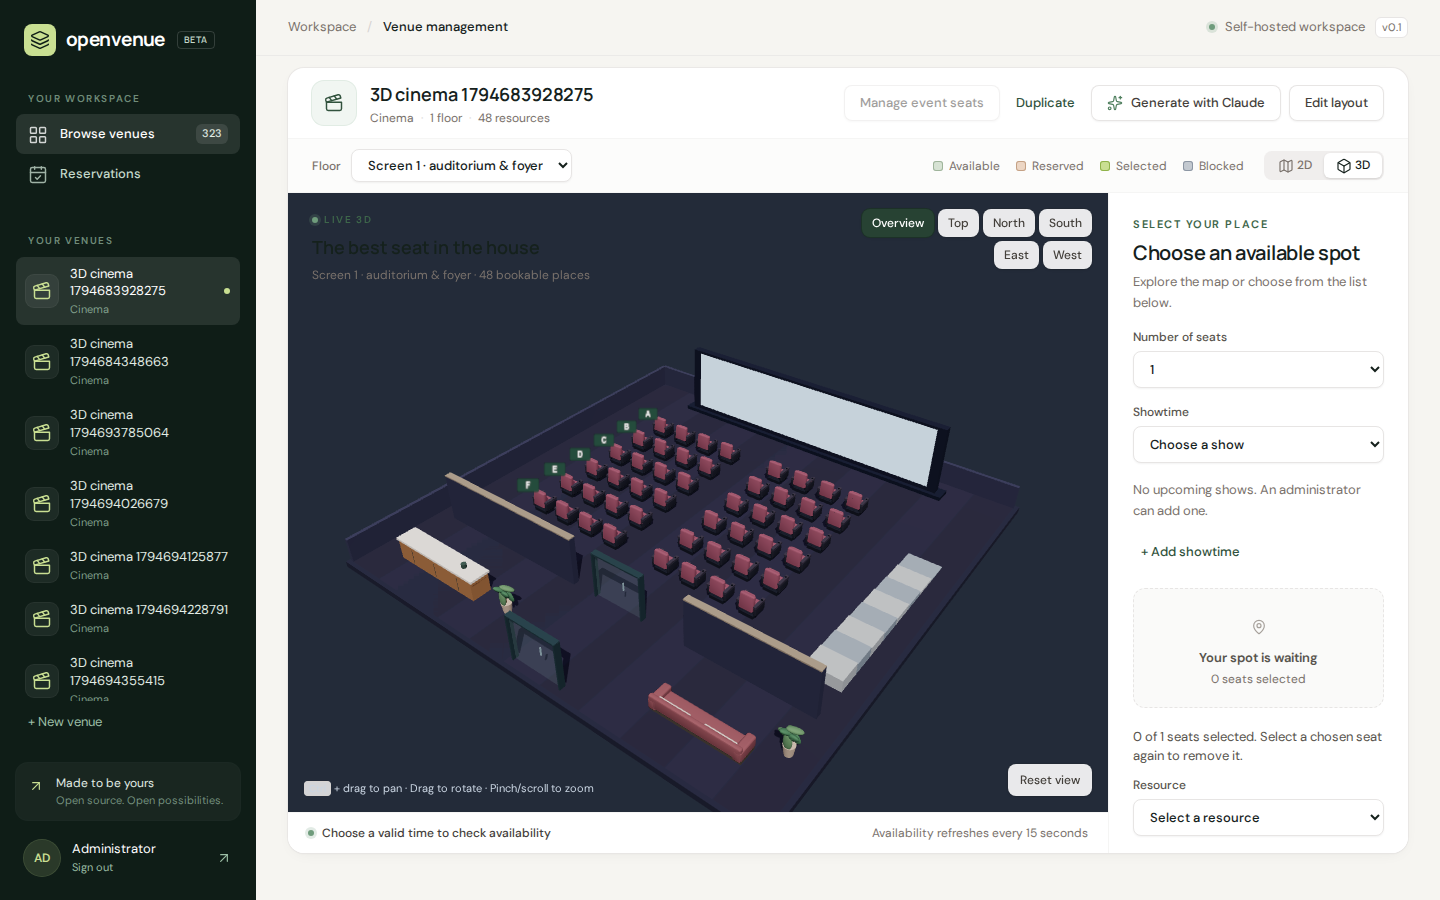 openvenue BETA
Workspace / Venue management
Self-hosted workspace v0.1
YOUR WORKSPACE
Browse venues 323
Reservations
YOUR VENUES
3D cinema
1794683928275
Cinema
3D cinema
1794684348663
Cinema
3D cinema
1794693785064
Cinema
3D cinema
1794694026679
Cinema
3D cinema 1794694125877
Cinema
3D cinema 1794694228791
Cinema
3D cinema
1794694355415
Cinema
+ New venue
Made to be yours
Open source. Open possibilities.
AD
Administrator
Sign out
3D cinema 1794683928275
Cinema · 1 floor · 48 resources
Manage event seats
Duplicate
Generate with Claude
Edit layout
Floor
Screen 1 · auditorium & foyer
Available
Reserved
Selected
Blocked
2D
3D
LIVE 3D
The best seat in the house
Screen 1 · auditorium & foyer · 48 bookable places
Overview
Top
North
South
East
West
A
B
C
D
E
F
+ drag to pan · Drag to rotate · Pinch/scroll to zoom
Reset view
Choose a valid time to check availability
Availability refreshes every 15 seconds
SELECT YOUR PLACE
Choose an available spot
Explore the map or choose from the list
below.
Number of seats
1
Showtime
Choose a show
No upcoming shows. An administrator
can add one.
+ Add showtime
Your spot is waiting
0 seats selected
0 of 1 seats selected. Select a chosen seat
again to remove it.
Resource
Select a resource